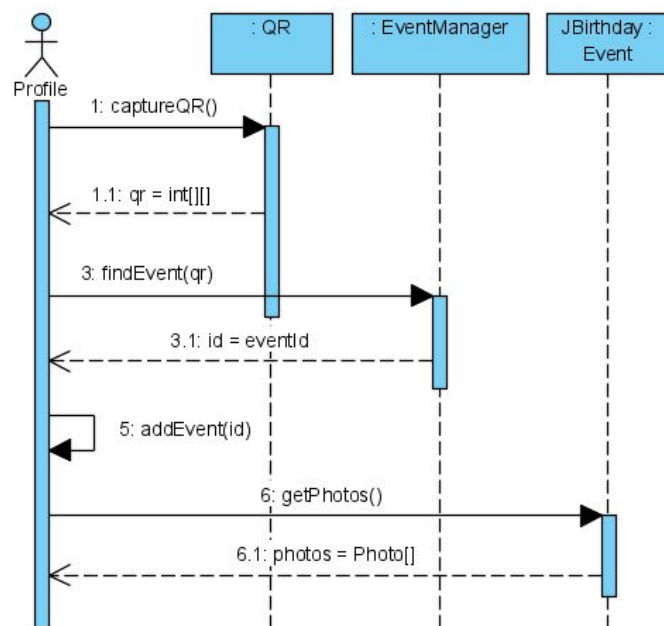 : QR
: EventManager
JBirthday :
Event
Profile
1: captureQR()
1.1: qr = int[][]
3: findEvent(qr)
3.1: id = eventId
5: addEvent(id)
6: getPhotos()
6.1: photos = Photo[]